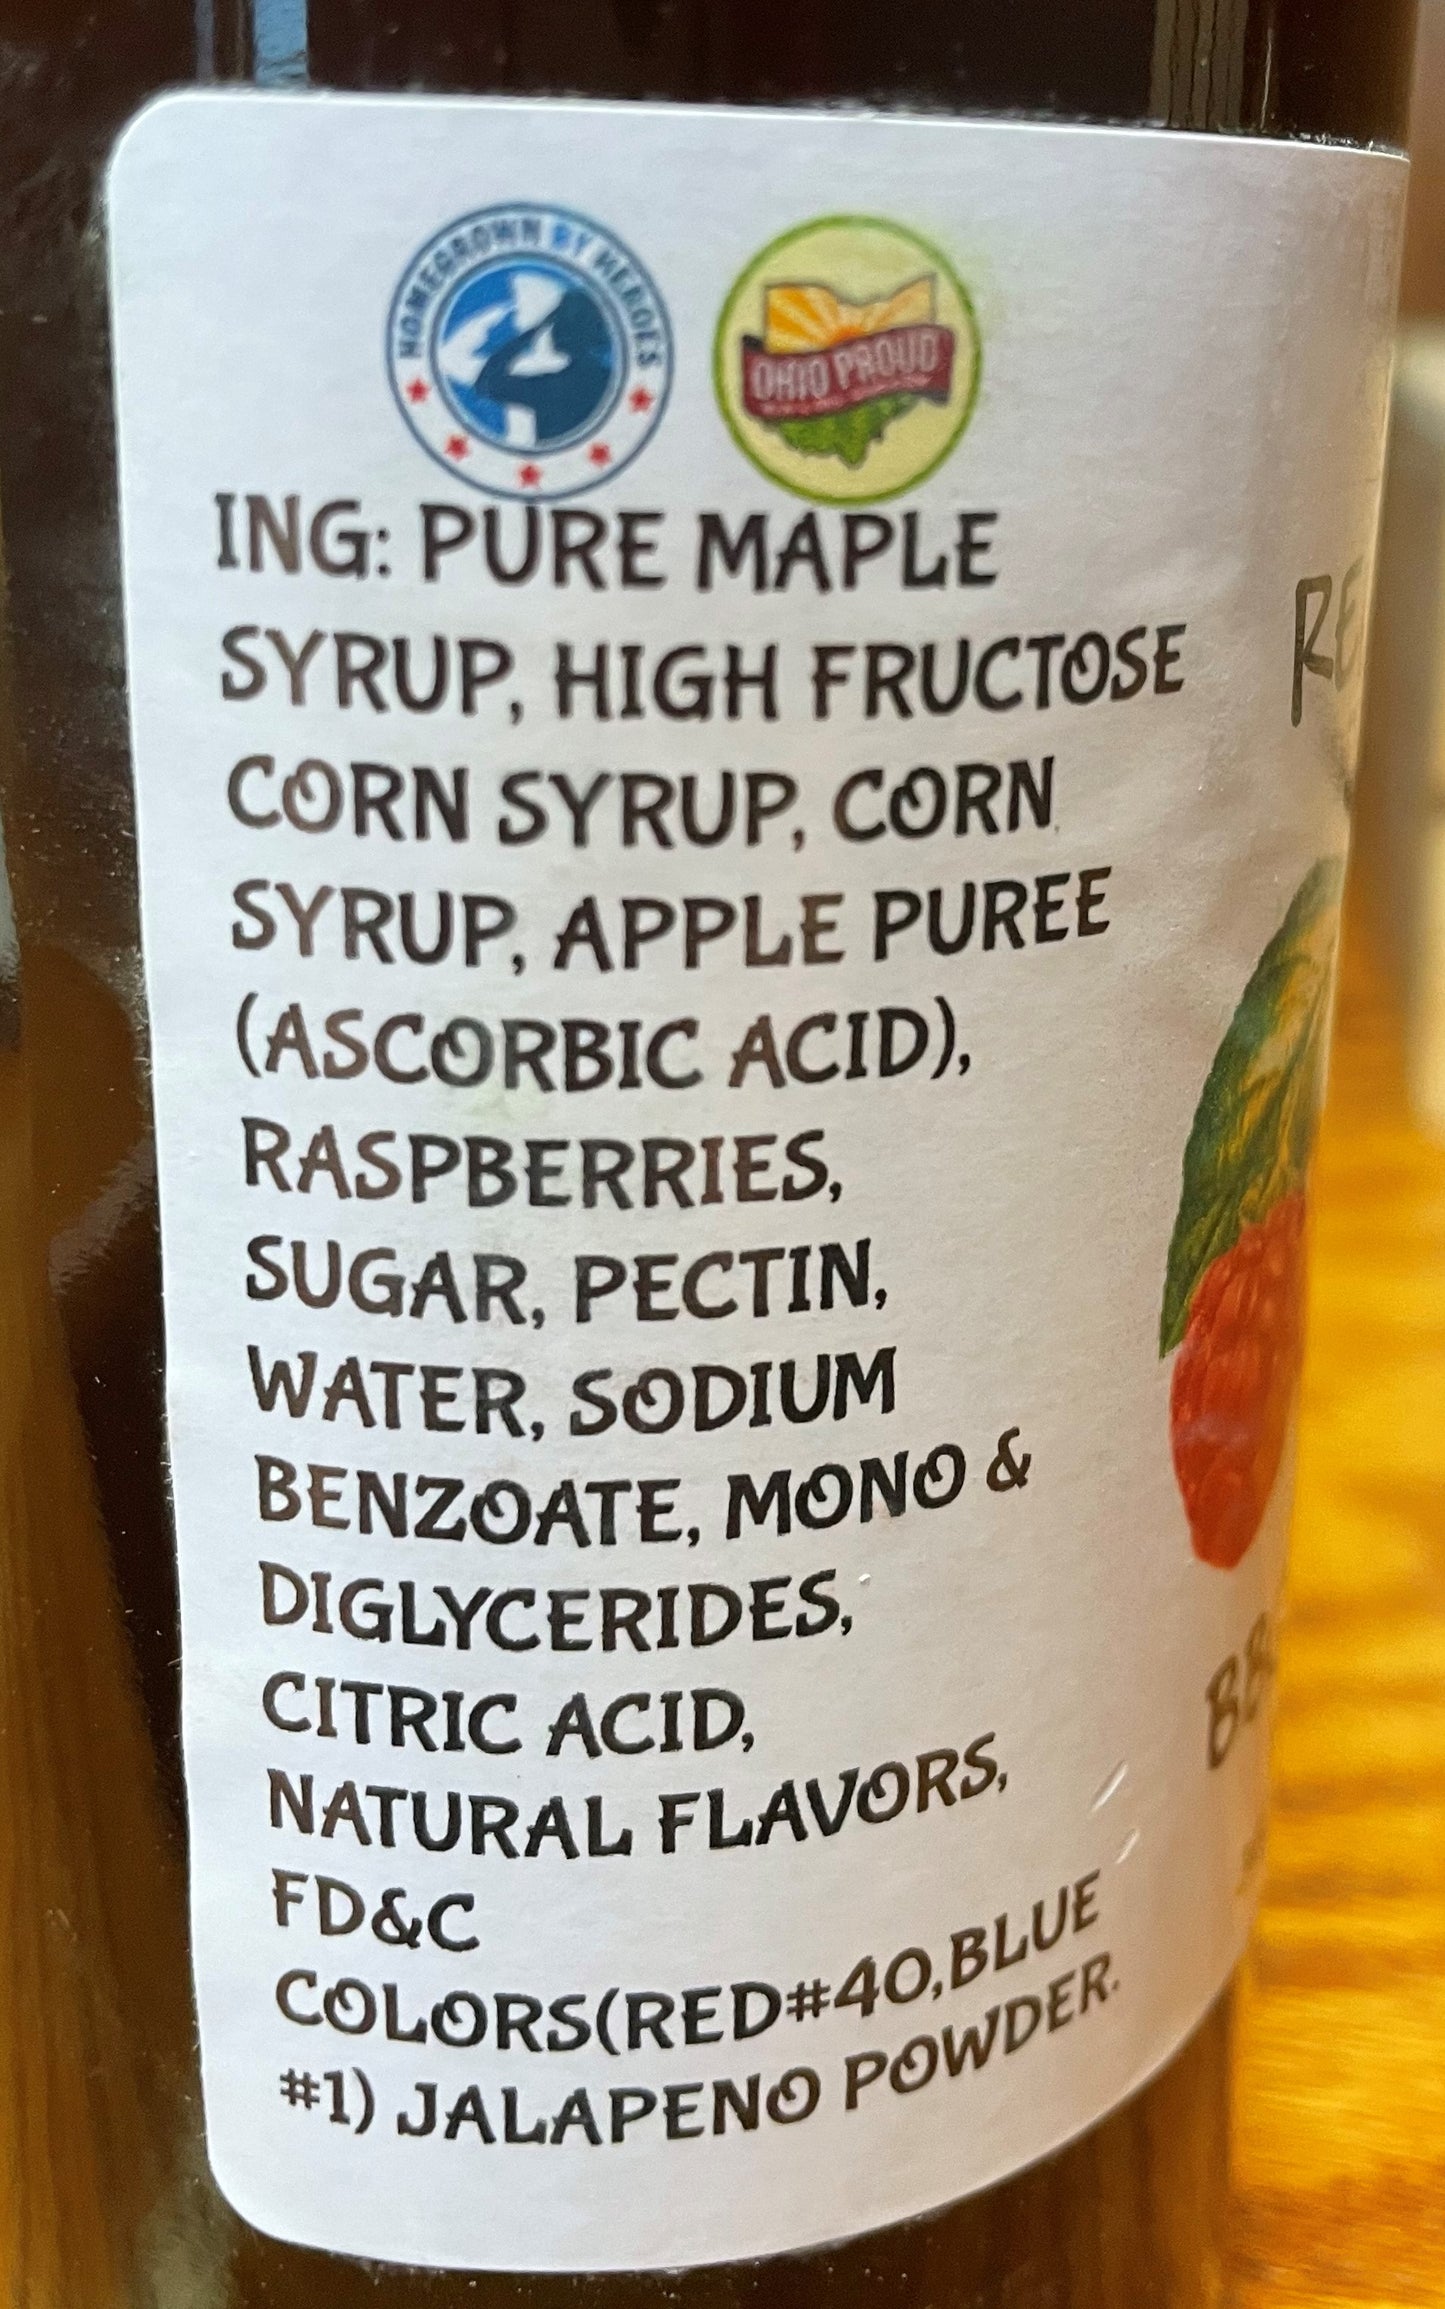 HOMEGROWN BY HEROES
OHIO PROUD
ING: PURE MAPLE
SYRUP, HIGH FRUCTOSE
CORN SYRUP, CORN
SYRUP, APPLE PUREE
(ASCORBIC ACID),
RASPBERRIES,
SUGAR, PECTIN,
WATER, SODIUM
BENZOATE, MONO &
DIGLYCERIDES,
CITRIC ACID,
NATURAL FLAVORS,
FD&C
COLORS(RED#40,BLUE
#1) JALAPENO POWDER.